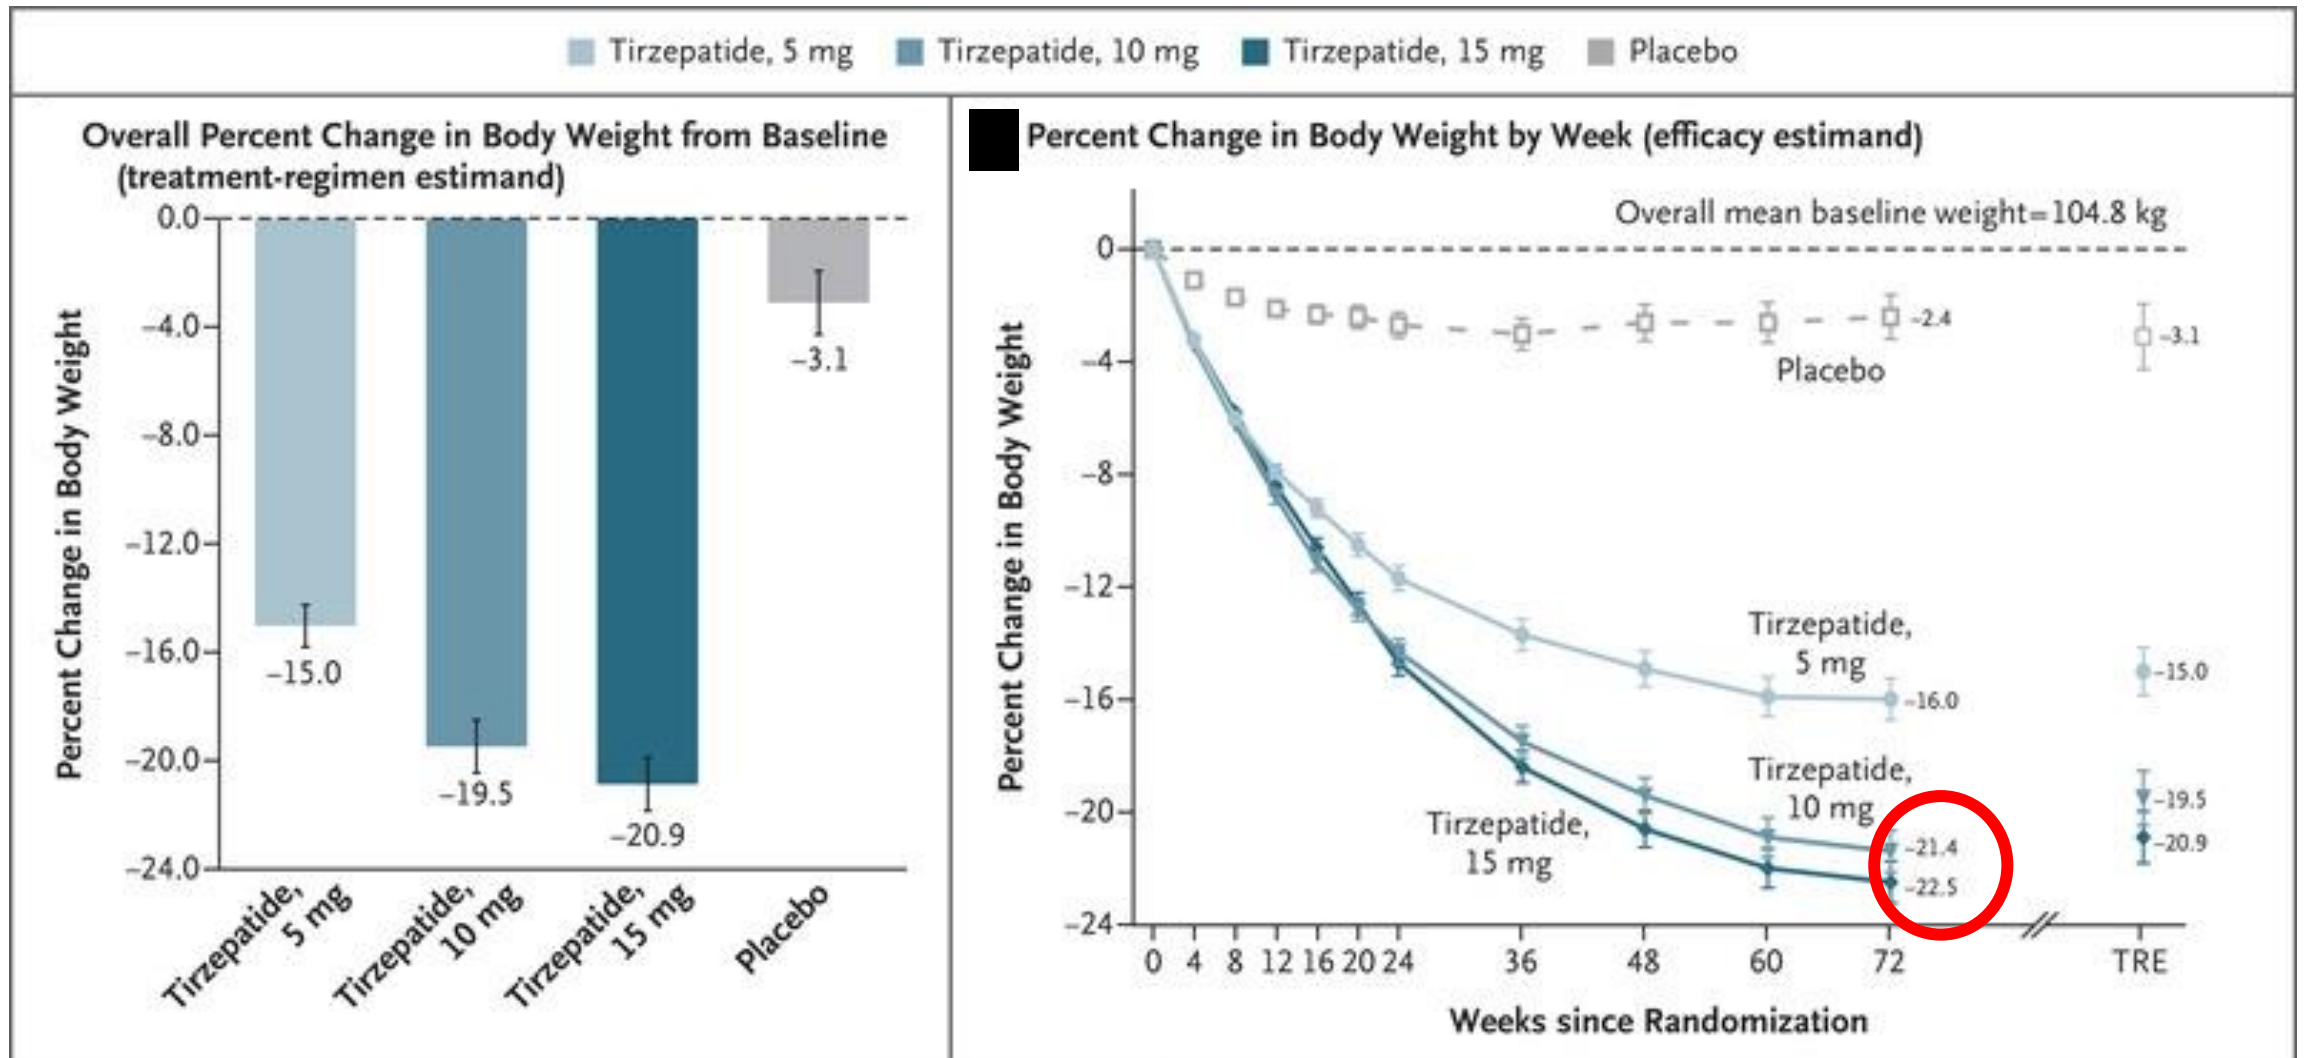 Tirzepatide, 5 mg Tirzepatide, 10 mg Tirzepatide, 15 mg Placebo
Overall Percent Change in Body Weight from Baseline
(treatment-regimen estimand)
Percent Change in Body Weight
0.0
–4.0
–8.0
–12.0
–16.0
–20.0
–24.0
–15.0
–19.5
–20.9
–3.1
Tirzepatide,
5 mg
Tirzepatide,
10 mg
Tirzepatide,
15 mg
Placebo
Percent Change in Body Weight by Week (efficacy estimand)
Overall mean baseline weight=104.8 kg
Percent Change in Body Weight
0
–4
–8
–12
–16
–20
–24
–2.4
Placebo
–3.1
Tirzepatide,
5 mg
–16.0
–15.0
Tirzepatide,
10 mg
–21.4
–19.5
Tirzepatide,
15 mg
–22.5
–20.9
0 4 8 12 16 20 24 36 48 60 72 TRE
Weeks since Randomization